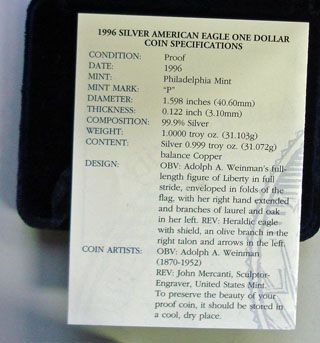 1996 SILVER AMERICAN EAGLE ONE DOLLAR
COIN SPECIFICATIONS
CONDITION: Proof
DATE: 1996
MINT: Philadelphia Mint
MINT MARK: "P"
DIAMETER: 1.598 inches (40.60mm)
THICKNESS: 0.122 inch (3.10mm)
COMPOSITION: 99.9% Silver
WEIGHT: 1.0000 troy oz. (31.103g)
CONTENT: Silver 0.999 troy oz. (31.072g)
balance Copper
DESIGN: OBV: Adolph A. Weinman's full-
length figure of Liberty in full
stride, enveloped in folds of the
flag, with her right hand extended
and branches of laurel and oak
in her left. REV: Heraldic eagle
with shield, an olive branch in the
right talon and arrows in the left.
COIN ARTISTS: OBV: Adolph A. Weinman
(1870-1952)
REV: John Mercanti, Sculptor-
Engraver, United States Mint.
To preserve the beauty of your
proof coin, it should be stored in
a cool, dry place.